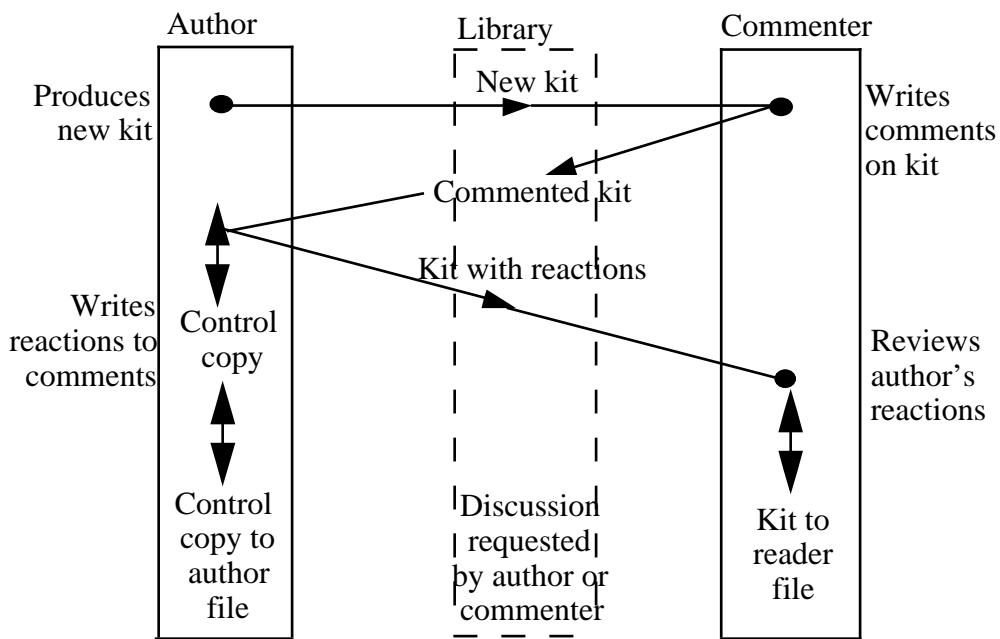 Author
Library
Commenter
Produces
new kit
New kit
Writes
comments
on kit
Commented kit
Kit with reactions
Writes
reactions to
comments
Control
copy
Reviews
author’s
reactions
Control
copy to
author
file
Discussion
requested
by author or
commenter
Kit to
reader
file